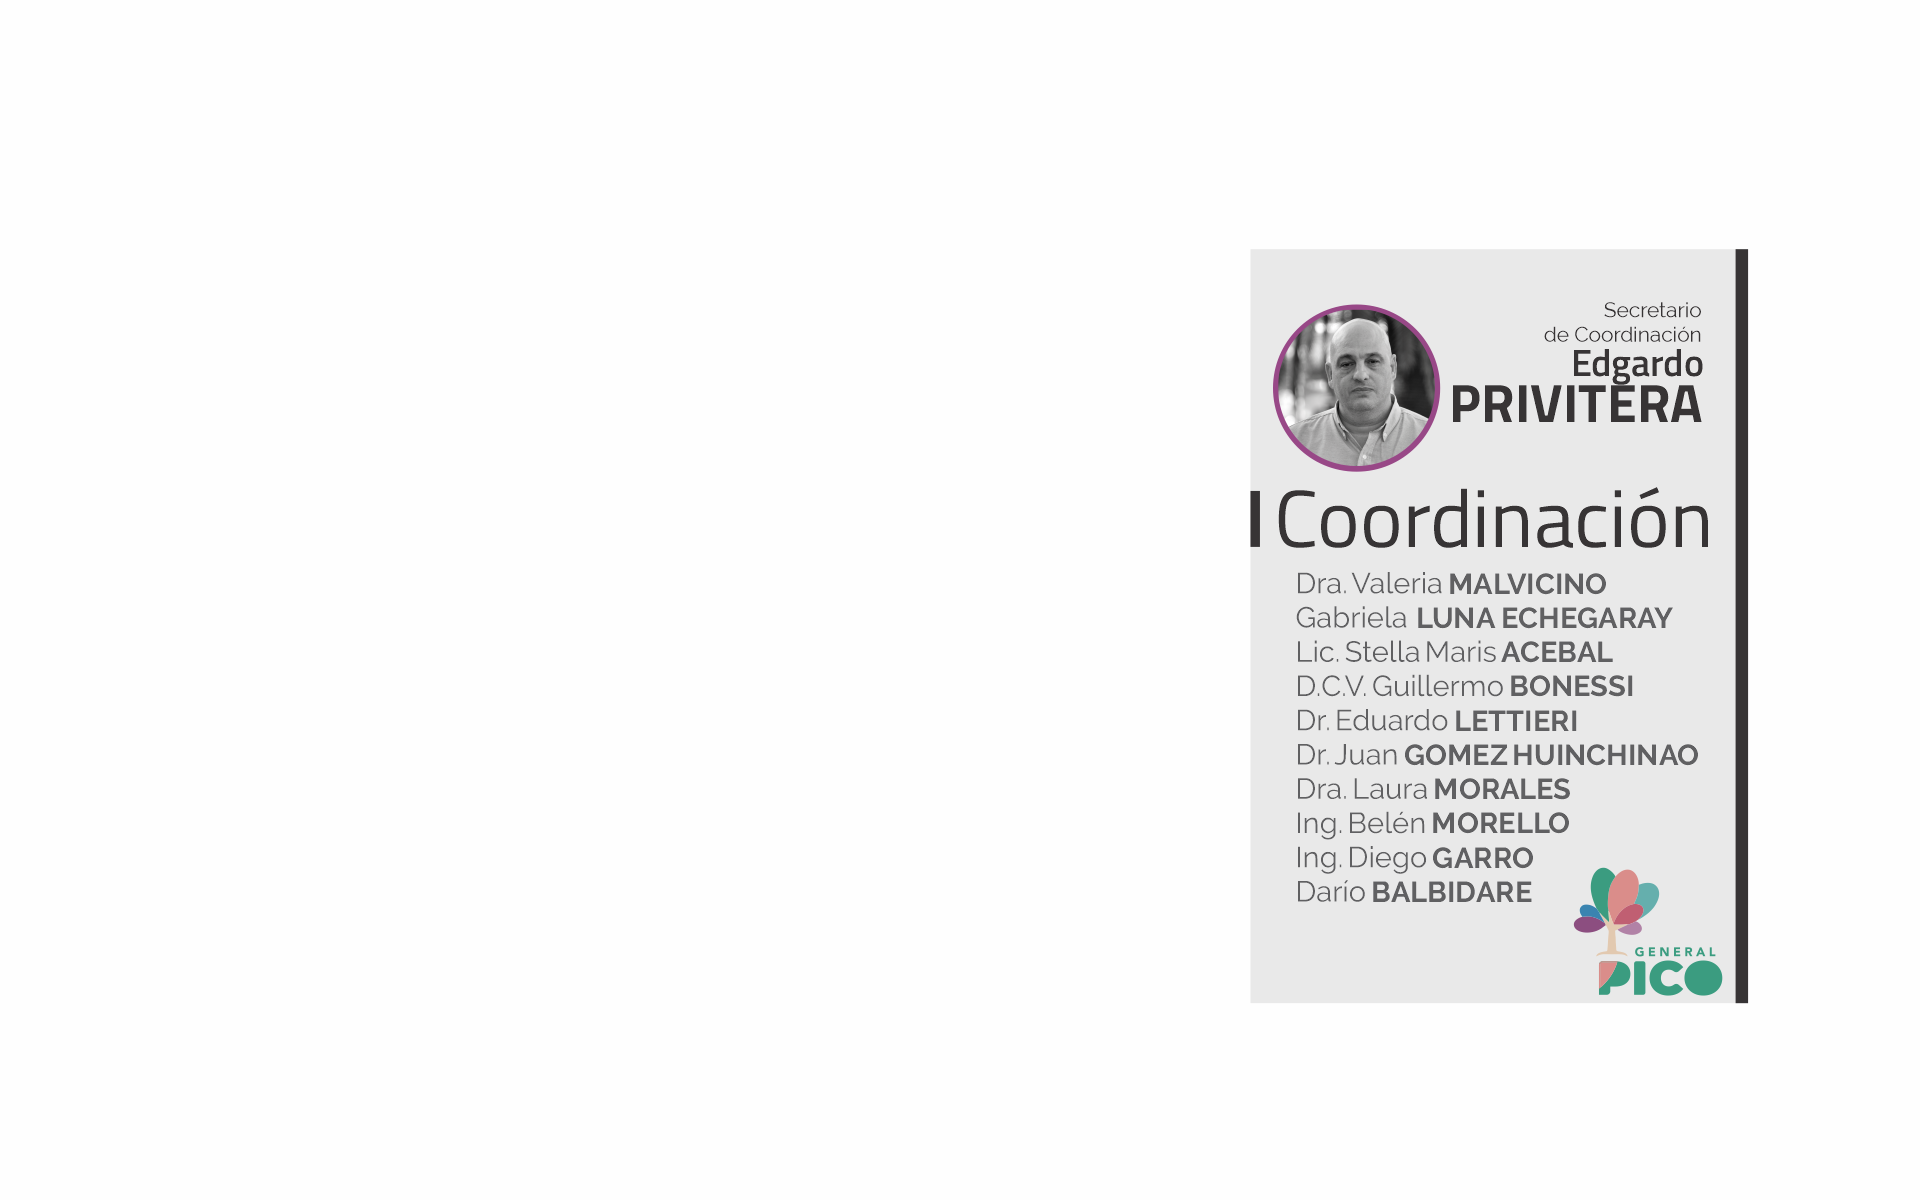 Secretario
de Coordinación
Edgardo
PRIVITERA
Coordinación
Dra. Valeria MALVICINO
Gabriela LUNA ECHEGARAY
Lic. Stella Maris ACEBAL
D.C.V. Guillermo BONESSI
Dr. Eduardo LETTIERI
Dr. Juan GOMEZ HUINCHINAO
Dra. Laura MORALES
Ing. Belén MORELLO
Ing. Diego GARRO
Darío BALBIDARE
GENERAL
PICO